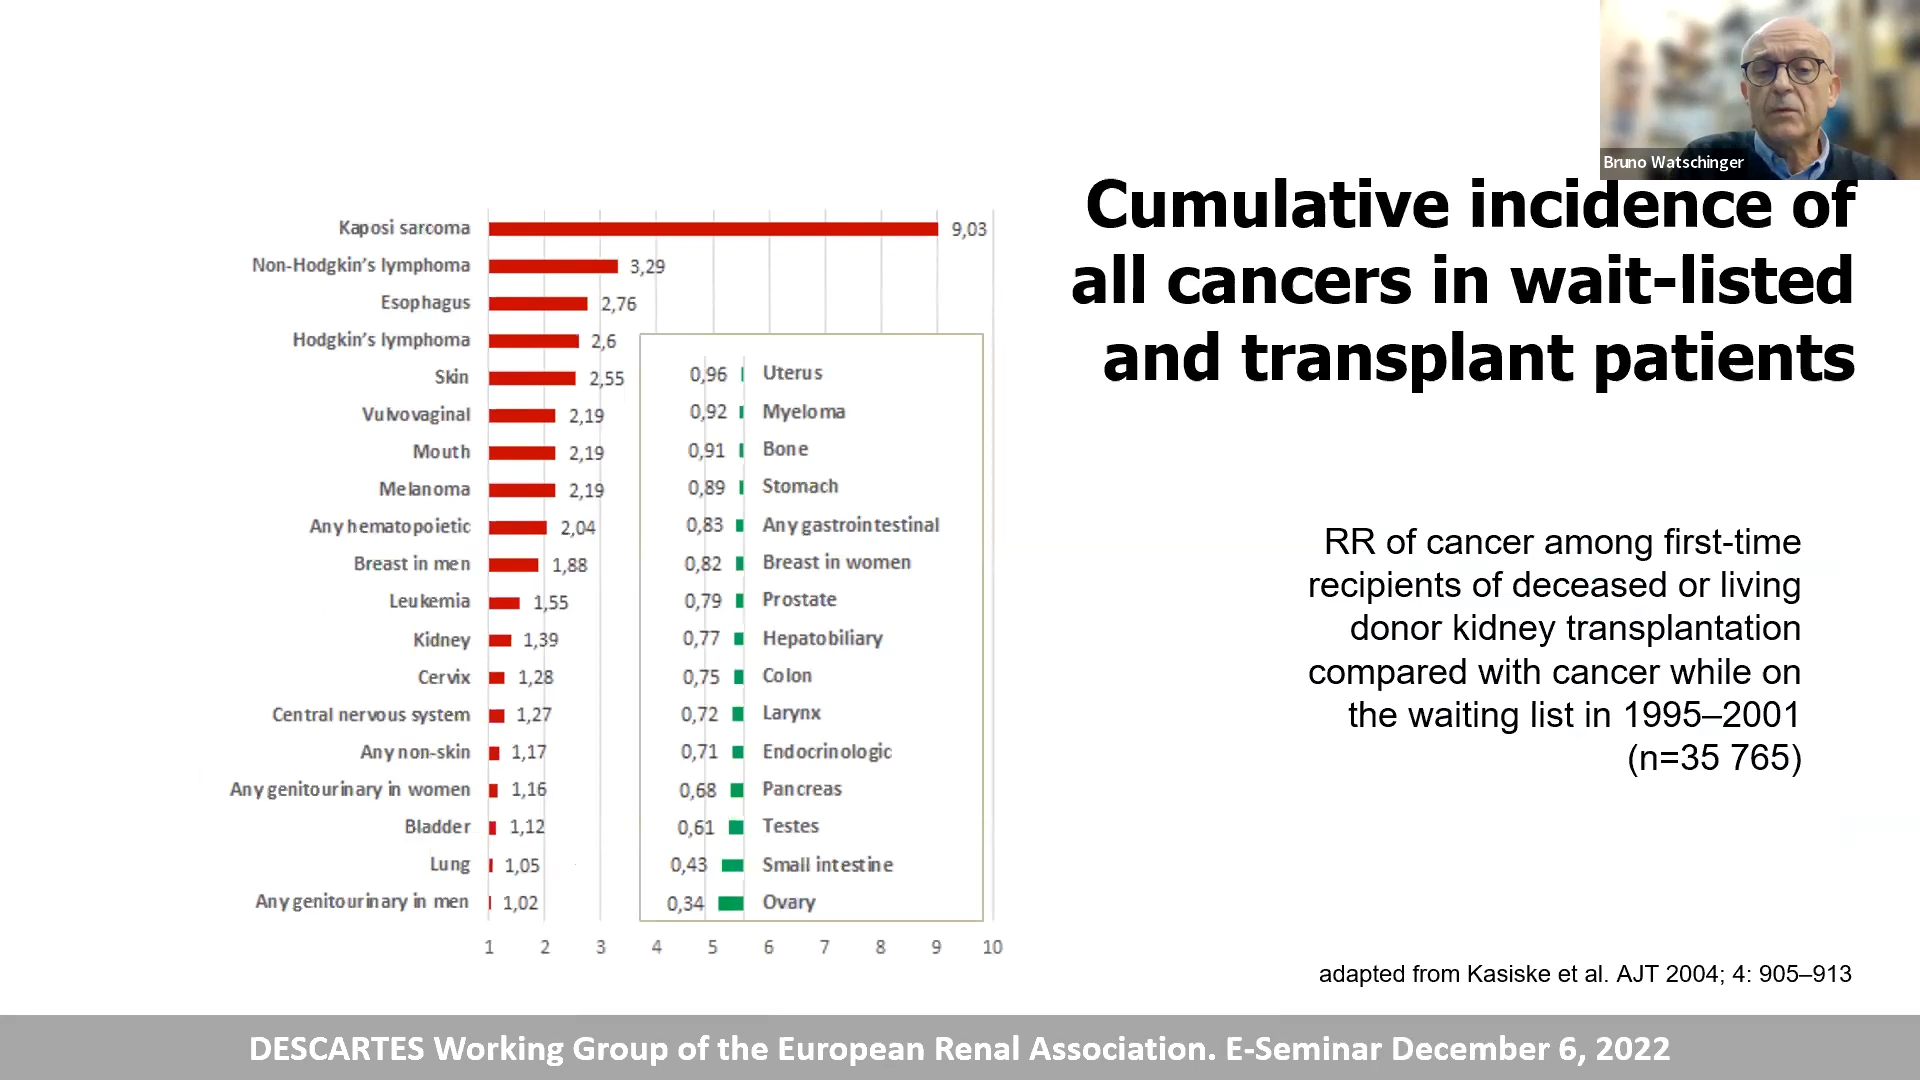 Bruno Watschinger
Cumulative incidence of
all cancers in wait-listed
and transplant patients
Kaposi sarcoma 9,03
Non-Hodgkin's lymphoma 3,29
Esophagus 2,76
Hodgkin's lymphoma 2,6
Skin 2,55
Vulvovaginal 2,19
Mouth 2,19
Melanoma 2,19
Any hematopoietic 2,04
Breast in men 1,88
Leukemia 1,55
Kidney 1,39
Cervix 1,28
Central nervous system 1,27
Any non-skin 1,17
Any genitourinary in women 1,16
Bladder 1,12
Lung 1,05
Any genitourinary in men 1,02
0,96 Uterus
0,92 Myeloma
0,91 Bone
0,89 Stomach
0,83 Any gastrointestinal
0,82 Breast in women
0,79 Prostate
0,77 Hepatobiliary
0,75 Colon
0,72 Larynx
0,71 Endocrinologic
0,68 Pancreas
0,61 Testes
0,43 Small intestine
0,34 Ovary
1 2 3 4 5 6 7 8 9 10
RR of cancer among first-time
recipients of deceased or living
donor kidney transplantation
compared with cancer while on
the waiting list in 1995–2001
(n=35 765)
adapted from Kasiske et al. AJT 2004; 4: 905–913
DESCARTES Working Group of the European Renal Association. E-Seminar December 6, 2022